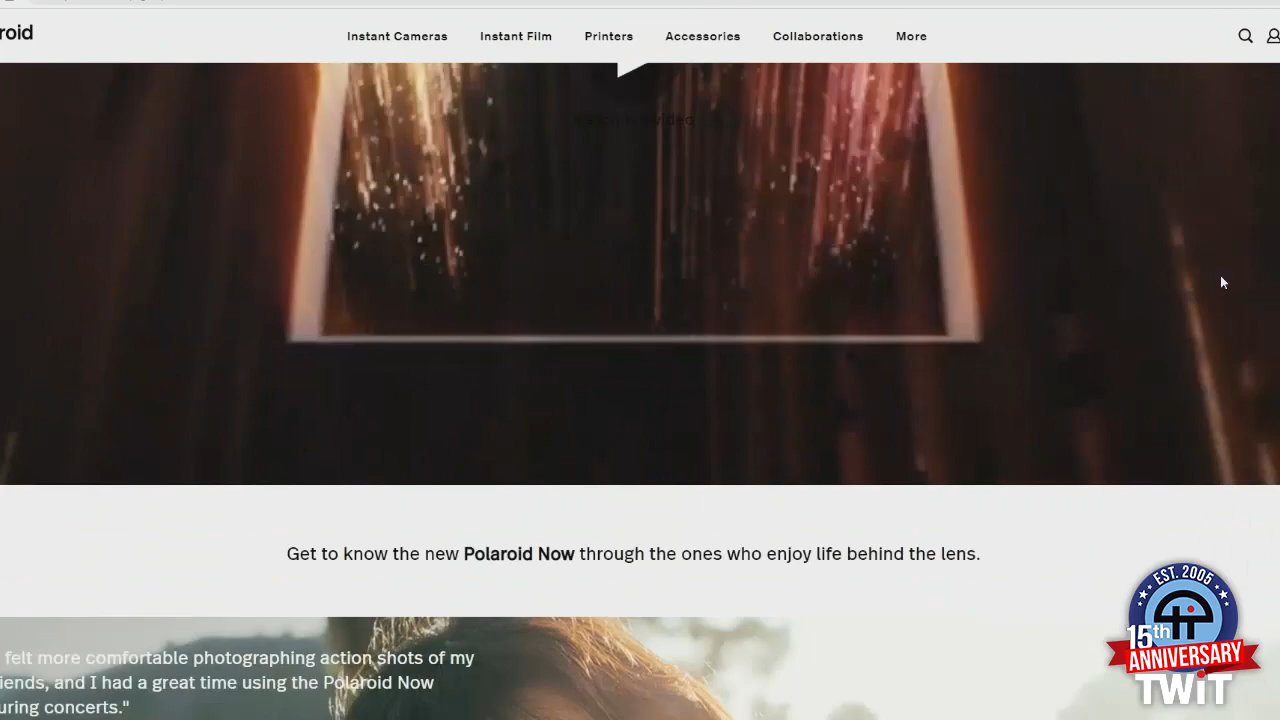 roid
Instant Cameras
Instant Film
Printers
Accessories
Collaborations
More
video
Get to know the new Polaroid Now through the ones who enjoy life behind the lens.
felt more comfortable photographing action shots of my
iends, and I had a great time using the Polaroid Now
uring concerts."
EST. 2005
15th
ANNIVERSARY
TWiT